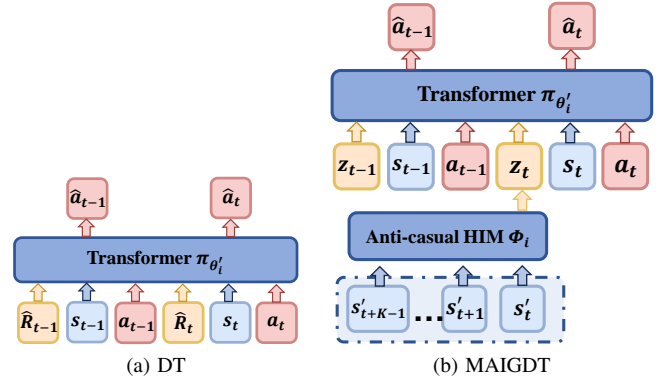 â_{t-1} â_t
Transformer π_{θ'_i}
z_{t-1} s_{t-1} a_{t-1} z_t s_t a_t
Anti-casual HIM Φ_i
s'_{t+K-1} ... s'_{t+1} s'_t
(b) MAIGDT
â_{t-1} â_t
Transformer π_{θ'_i}
R̂_{t-1} s_{t-1} a_{t-1} R̂_t s_t a_t
(a) DT